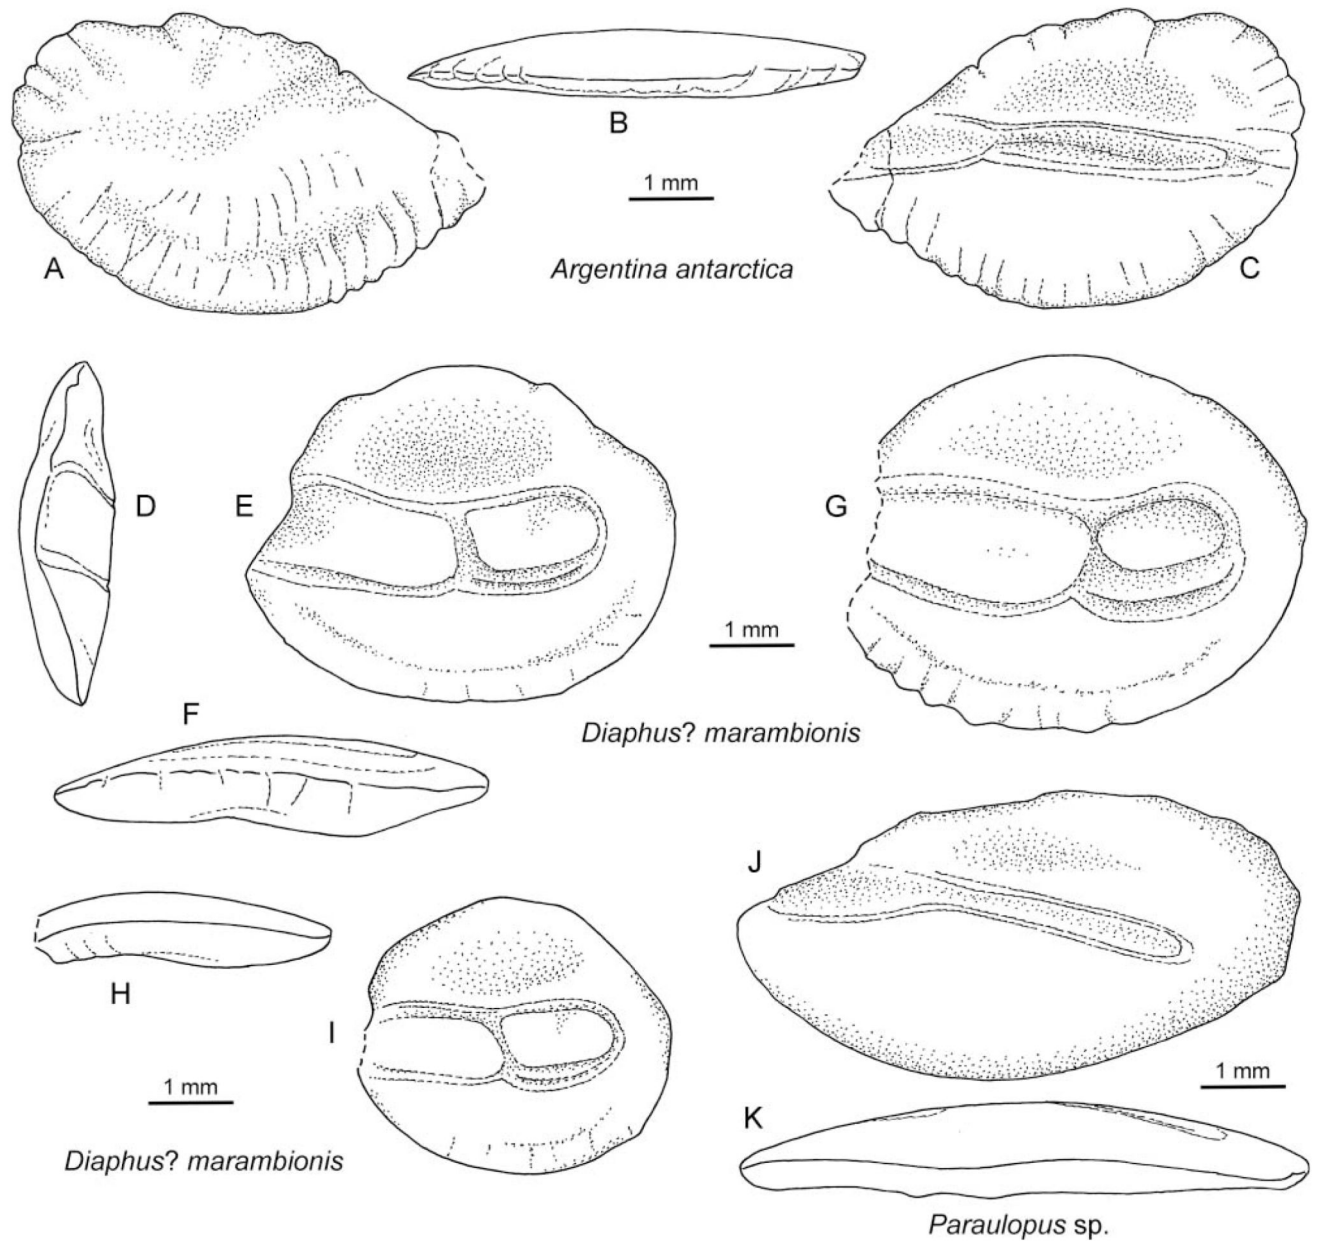 A
B
1 mm
Argentina antarctica
C
D
E
G
1 mm
F
Diaphus? marambionis
J
H
I
1 mm
1 mm
K
Diaphus? marambionis
Paraulopus sp.